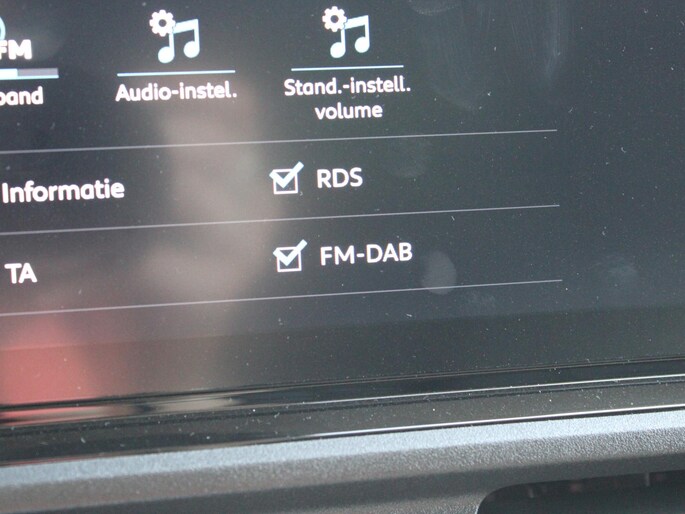 FM
band
Audio-instel.
Stand.-instell.
volume
Informatie
RDS
TA
FM-DAB